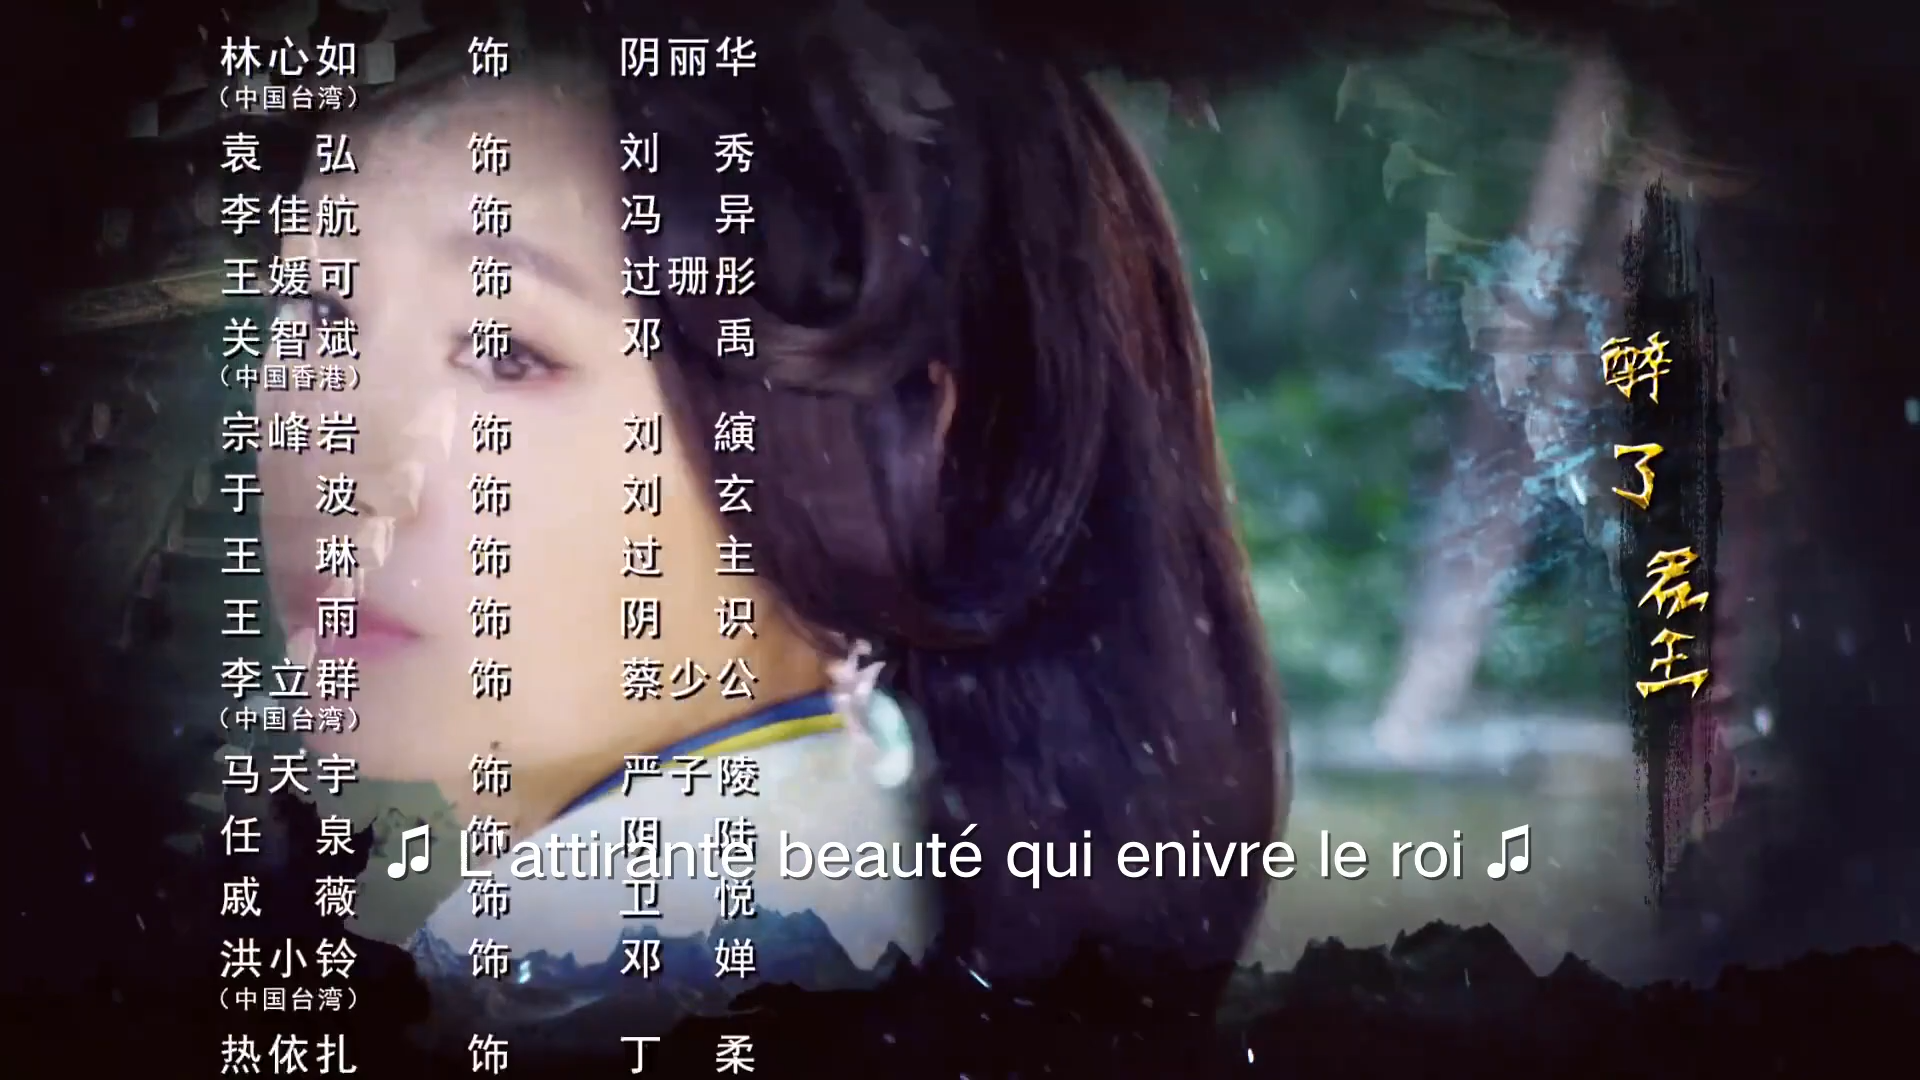 林心如 饰 阴丽华
（中国台湾）
袁弘 饰 刘秀
李佳航 饰 冯异
王媛可 饰 过珊彤
关智斌 饰 邓禹
（中国香港）
宗峰岩 饰 刘縯
于波 饰 刘玄
王琳 饰 过主
王雨 饰 阴识
李立群 饰 蔡少公
（中国台湾）
马天宇 饰 严子陵
任泉 饰 阴陆
戚薇 饰 卫悦
洪小铃 饰 邓婵
（中国台湾）
热依扎 饰 丁柔
醉了君王
♫ L'attirante beauté qui enivre le roi ♫